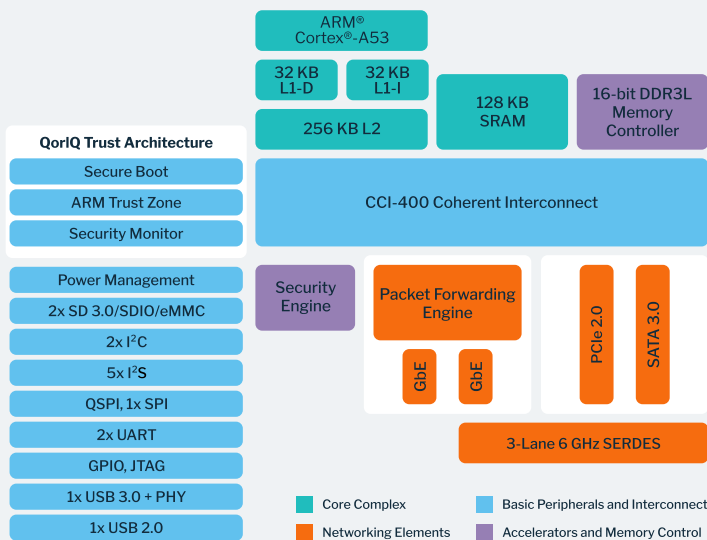 ARM®
Cortex®-A53
32 KB
L1-D
32 KB
L1-I
256 KB L2
128 KB
SRAM
16-bit DDR3L
Memory
Controller
QorIQ Trust Architecture
Secure Boot
ARM Trust Zone
Security Monitor
CCI-400 Coherent Interconnect
Power Management
2x SD 3.0/SDIO/eMMC
2x I²C
5x I²S
QSPI, 1x SPI
2x UART
GPIO, JTAG
1x USB 3.0 + PHY
1x USB 2.0
Security
Engine
Packet Forwarding
Engine
GbE
GbE
PCIe 2.0
SATA 3.0
3-Lane 6 GHz SERDES
Core Complex
Basic Peripherals and Interconnect
Networking Elements
Accelerators and Memory Control